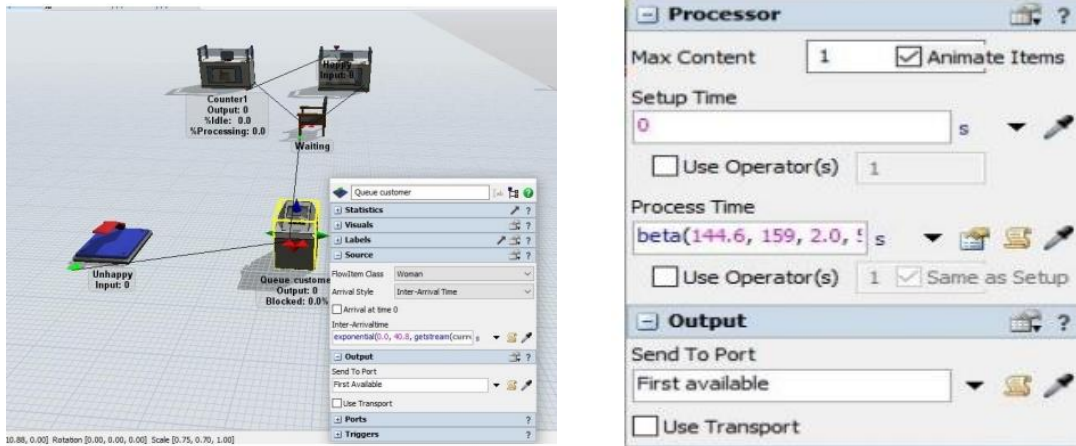 Happy
Input: 0
Counter1
Output: 0
%Idle: 0.0
%Processing: 0.0
Waiting
Unhappy
Input: 0
Queue custome
Output: 0
Blocked: 0.0%
Queue customer
Statistics
Visuals
Labels
Source
FlowItem Class Woman
Arrival Style Inter-Arrival Time
Arrival at time 0
Inter-Arrivaltime
exponential(0.0, 40.8, getstream(curre s
Output
Send To Port
First Available
Use Transport
Ports
Triggers
10.88, 0.00] Rotation [0.00, 0.00, 0.00] Scale [0.75, 0.70, 1.00]
Processor
Max Content 1 Animate Items
Setup Time
0 s
Use Operator(s) 1
Process Time
beta(144.6, 159, 2.0, s
Use Operator(s) 1 Same as Setup
Output
Send To Port
First available
Use Transport